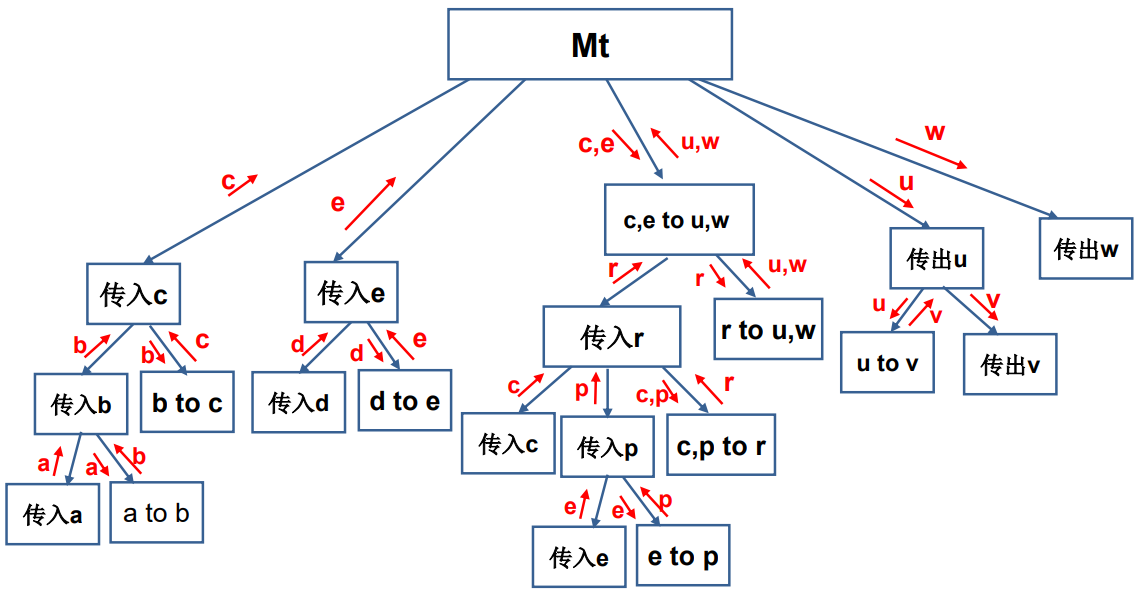 Mt
w
c,e
u,w
c
u
e
c,e to u,w
传出u
传出w
传入c
传入e
r
r
u,w
u
v
v
传入r
r to u,w
b
b
c
d
d
e
u to v
传出v
传入b
b to c
传入d
d to e
c
p
c,p
r
传入c
传入p
c,p to r
a
a
b
传入a
a to b
e
e
p
传入e
e to p